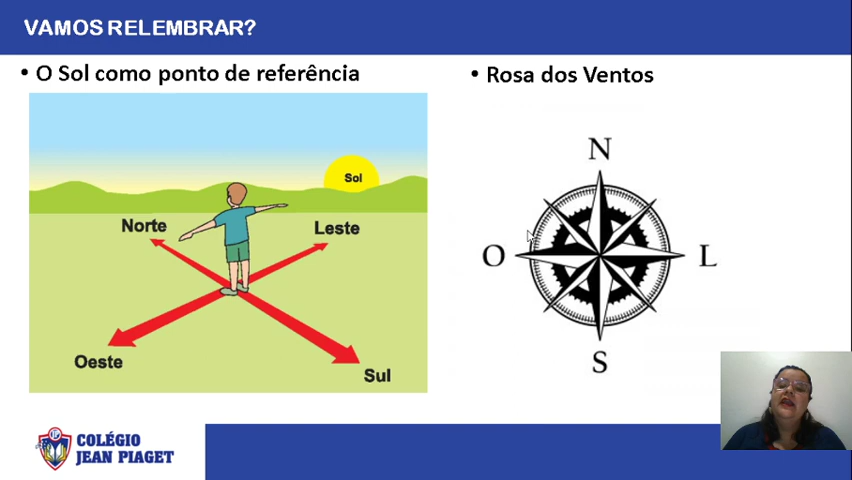 VAMOS RELEMBRAR?
• O Sol como ponto de referência
Sol
Norte
Leste
Oeste
Sul
• Rosa dos Ventos
N
O
L
S
COLÉGIO
JEAN PIAGET